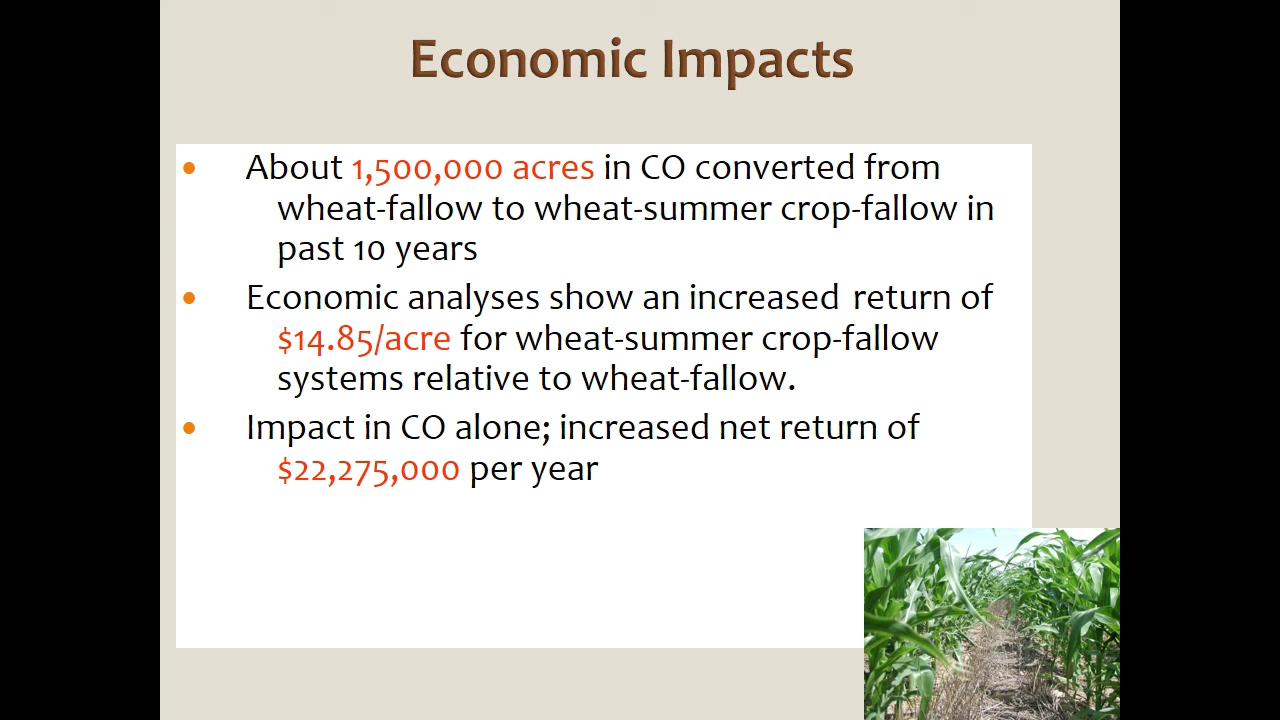 Economic Impacts
• About 1,500,000 acres in CO converted from
wheat-fallow to wheat-summer crop-fallow in
past 10 years
• Economic analyses show an increased return of
$14.85/acre for wheat-summer crop-fallow
systems relative to wheat-fallow.
• Impact in CO alone; increased net return of
$22,275,000 per year